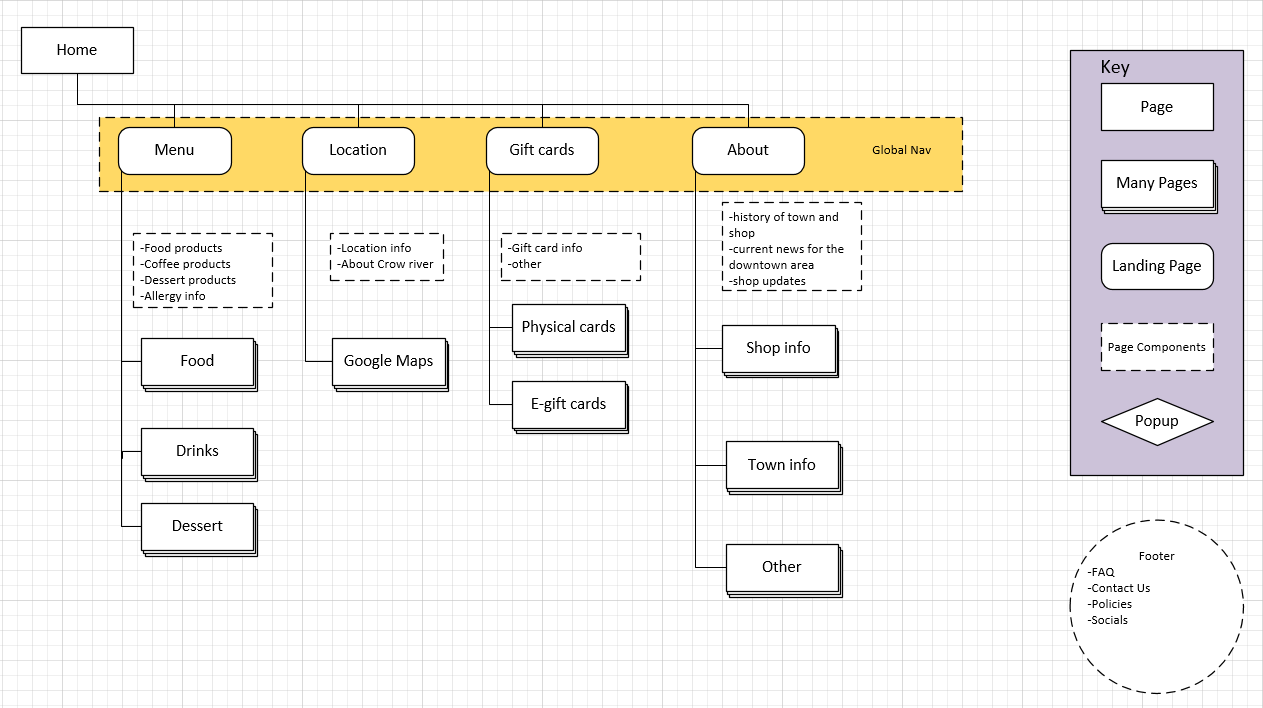 Home
Menu
Location
Gift cards
About
Global Nav
-Food products
-Coffee products
-Dessert products
-Allergy info
Food
Drinks
Dessert
-Location info
-About Crow river
Google Maps
-Gift card info
-other
Physical cards
E-gift cards
-history of town and
shop
-current news for the
downtown area
-shop updates
Shop info
Town info
Other
Key
Page
Many Pages
Landing Page
Page Components
Popup
Footer
-FAQ
-Contact Us
-Policies
-Socials